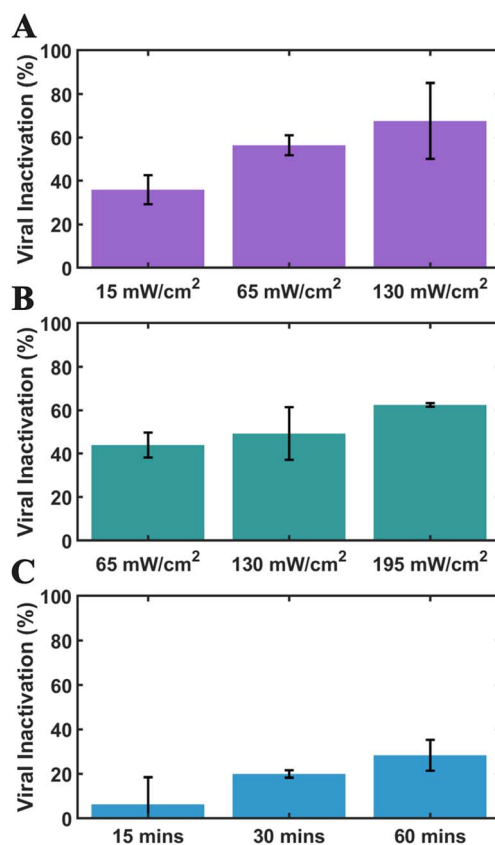 A
Viral Inactivation (%)
100
80
60
40
20
0
15 mW/cm²
65 mW/cm²
130 mW/cm²
B
Viral Inactivation (%)
100
80
60
40
20
0
65 mW/cm²
130 mW/cm²
195 mW/cm²
C
Viral Inactivation (%)
100
80
60
40
20
0
15 mins
30 mins
60 mins